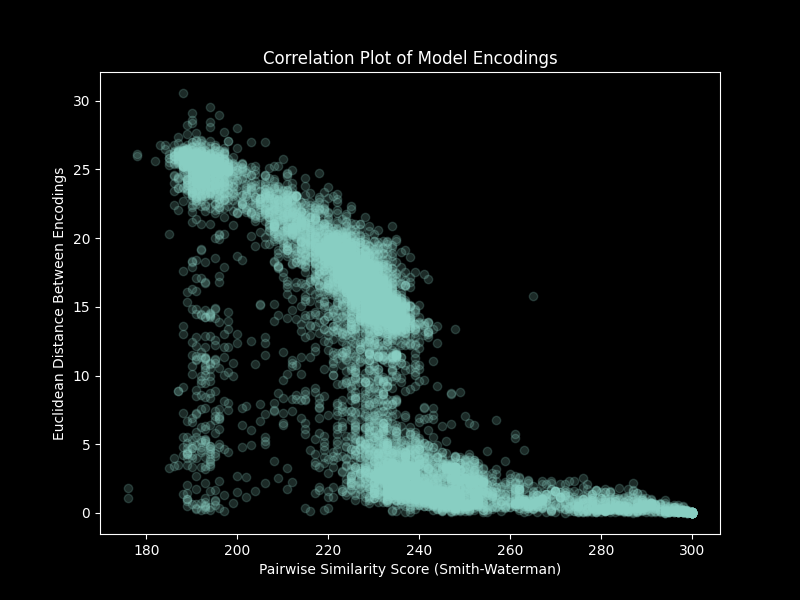 Correlation Plot of Model Encodings
Euclidean Distance Between Encodings
30
25
20
15
10
5
0
180 200 220 240 260 280 300
Pairwise Similarity Score (Smith-Waterman)